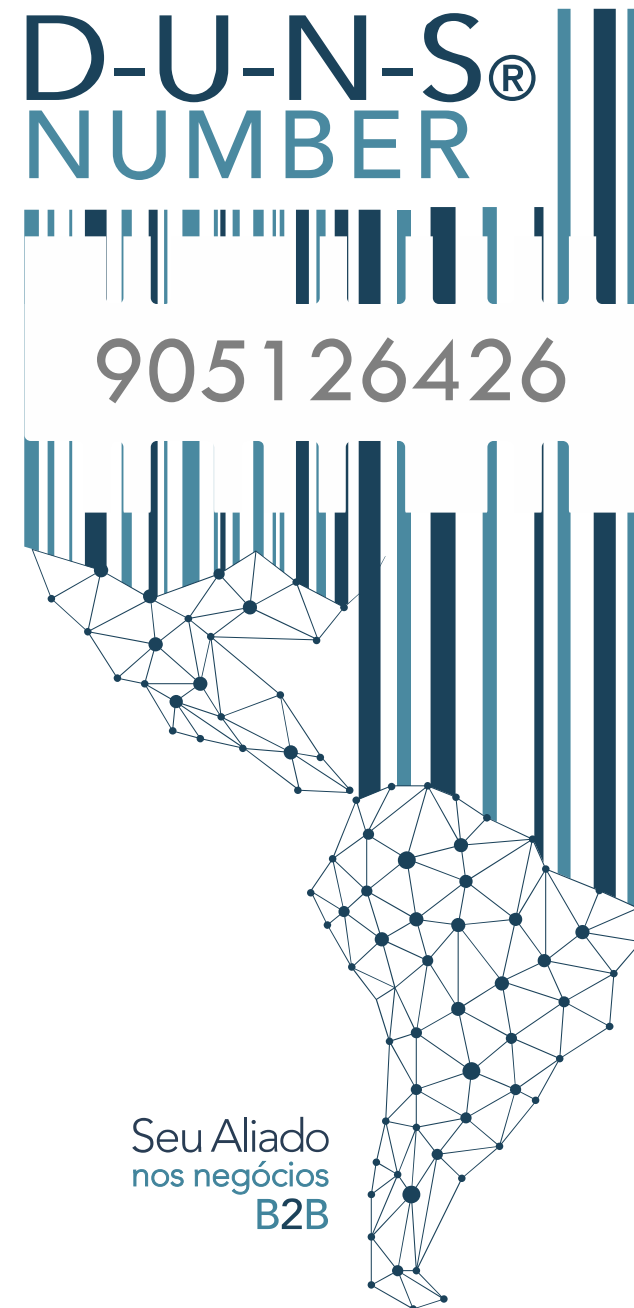 D-U-N-S®
NUMBER
905126426
Seu Aliado
nos negócios
B2B